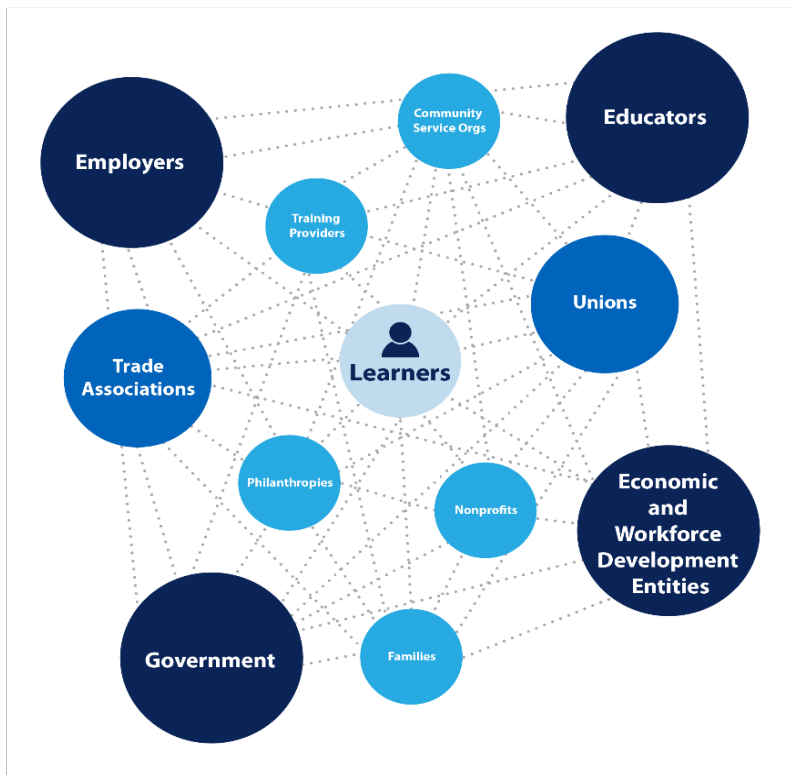 Community
Service Orgs
Educators
Employers
Training
Providers
Unions
Trade
Associations
Learners
Philanthropies
Nonprofits
Economic
and
Workforce
Development
Entities
Government
Families